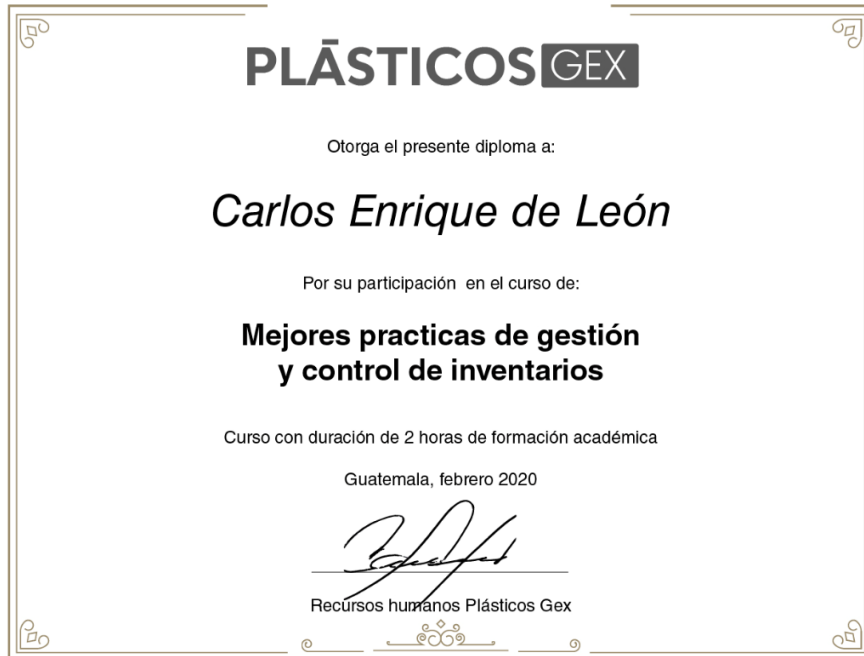 PLĀSTICOS GEX
Otorga el presente diploma a:
Carlos Enrique de León
Por su participación en el curso de:
Mejores practicas de gestión
y control de inventarios
Curso con duración de 2 horas de formación académica
Guatemala, febrero 2020
Recursos humanos Plásticos Gex